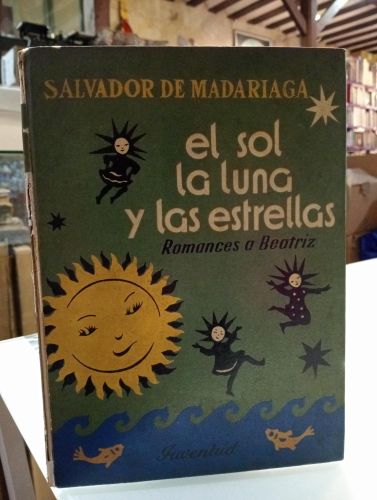 SALVADOR DE MADARIAGA
el sol
la luna
y las estrellas
Romances a Beatriz
Juventud